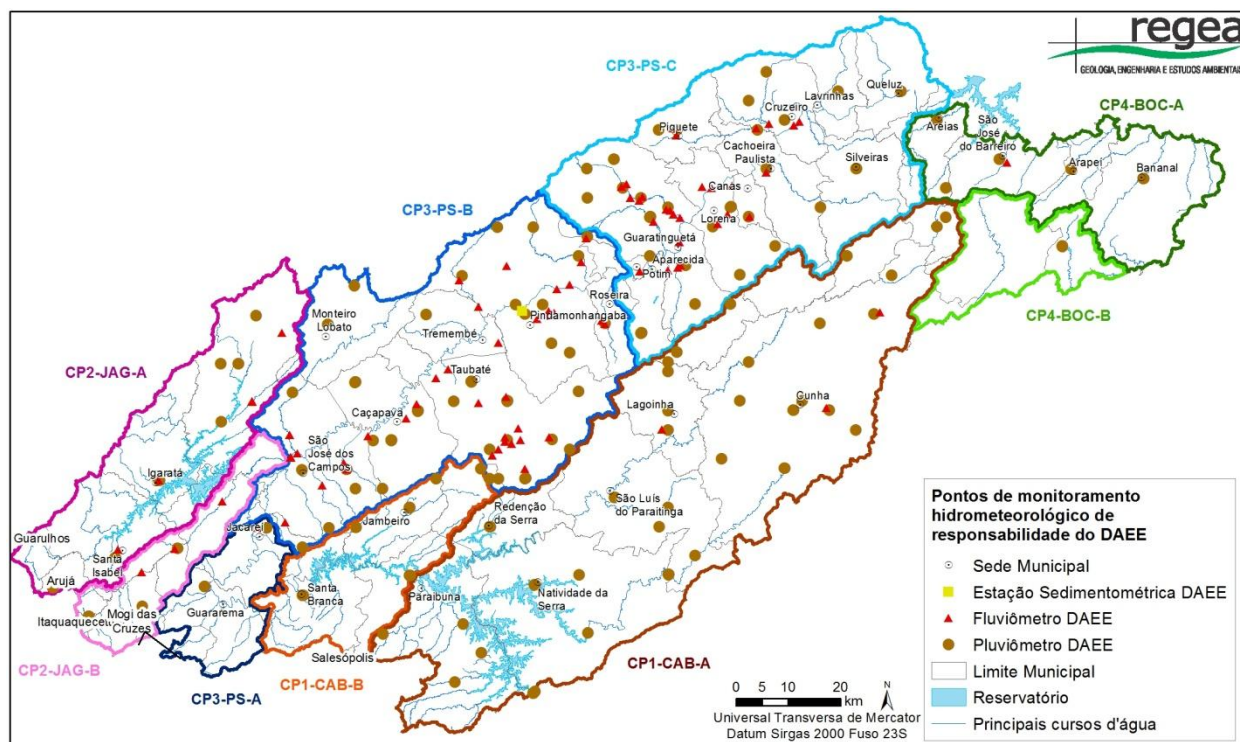 regea
GEOLOGIA, ENGENHARIA E ESTUDOS AMBIENTAIS
CP3-PS-C
Queluz
Lavrinhas
Cruzeiro
CP4-BOC-A
Areias
São
José
do Barreiro
Piquete
Cachoeira
Paulista
Silveiras
Arapeí
Bananal
Canas
CP3-PS-B
Lorena
Guaratinguetá
Aparecida
Potim
Roseira
Monteiro
Lobato
Pindamonhangaba
CP4-BOC-B
Tremembé
CP2-JAG-A
Taubaté
Caçapava
Lagoinha
Cunha
São
José dos
Campos
Igaratá
São Luís
do Paraitinga
Jambeiro
Redenção
da Serra
Jacareí
Guarulhos
Santa
Isabel
Arujá
Santa
Branca
Paraibuna
Natividade
da Serra
Guararema
Itaquaquecet
Mogi das
Cruzes
Salesópolis
CP2-JAG-B
CP3-PS-A
CP1-CAB-B
CP1-CAB-A
Pontos de monitoramento
hidrometeorológico de
responsabilidade do DAEE
Sede Municipal
Estação Sedimentométrica DAEE
Fluviômetro DAEE
Pluviômetro DAEE
Limite Municipal
Reservatório
Principais cursos d'água
N
0 5 10 20
km
Universal Transversa de Mercator
Datum Sirgas 2000 Fuso 23S